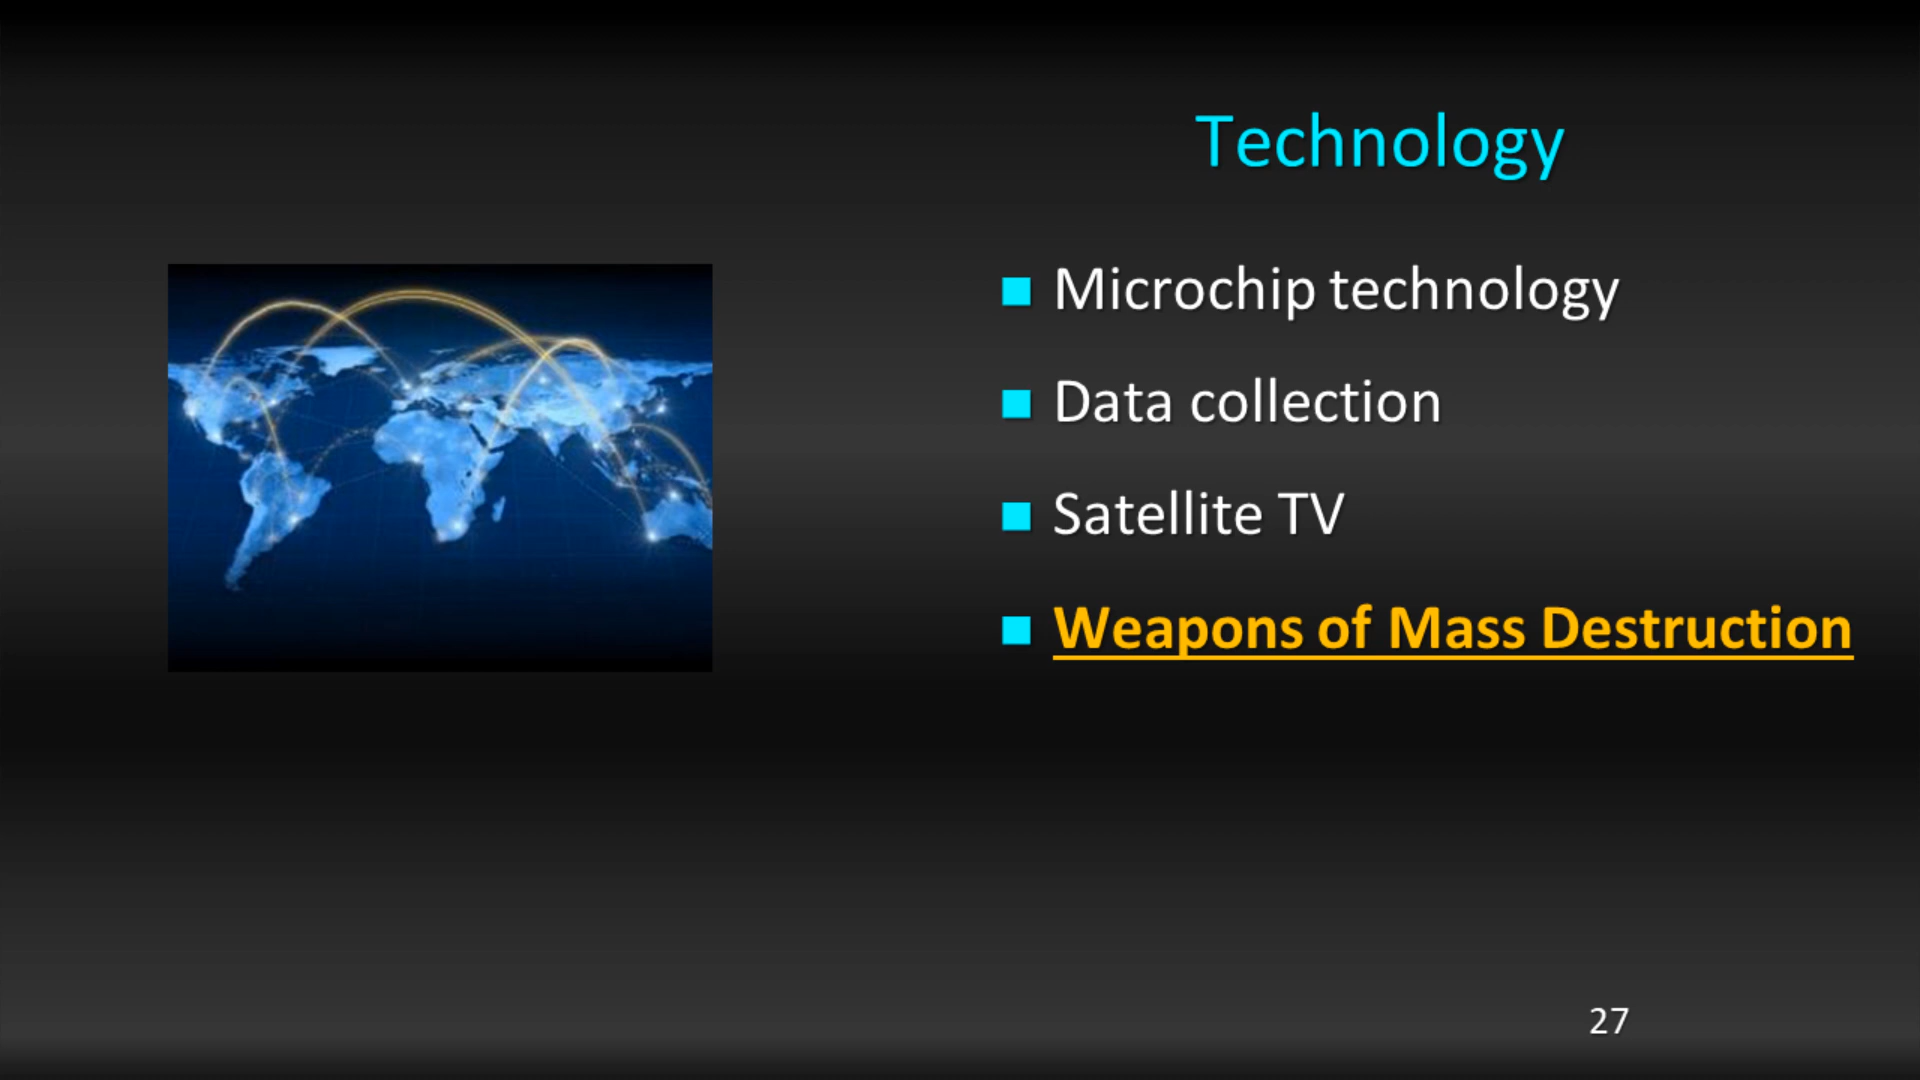 Technology
Microchip technology
Data collection
Satellite TV
Weapons of Mass Destruction
27